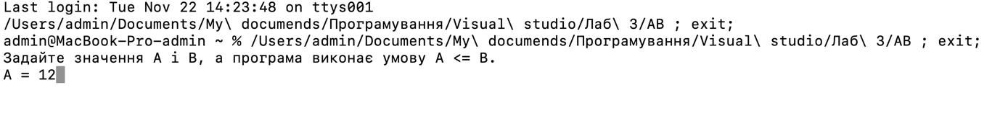 Last login: Tue Nov 22 14:23:48 on ttys001
/Users/admin/Documents/My\ documends/Програмування/Visual\ studio/Лаб\ 3/AB ; exit;
admin@MacBook-Pro-admin ~ % /Users/admin/Documents/My\ documends/Програмування/Visual\ studio/Лаб\ 3/AB ; exit;
Задайте значення А і В, а програма виконає умову А <= В.
A = 12